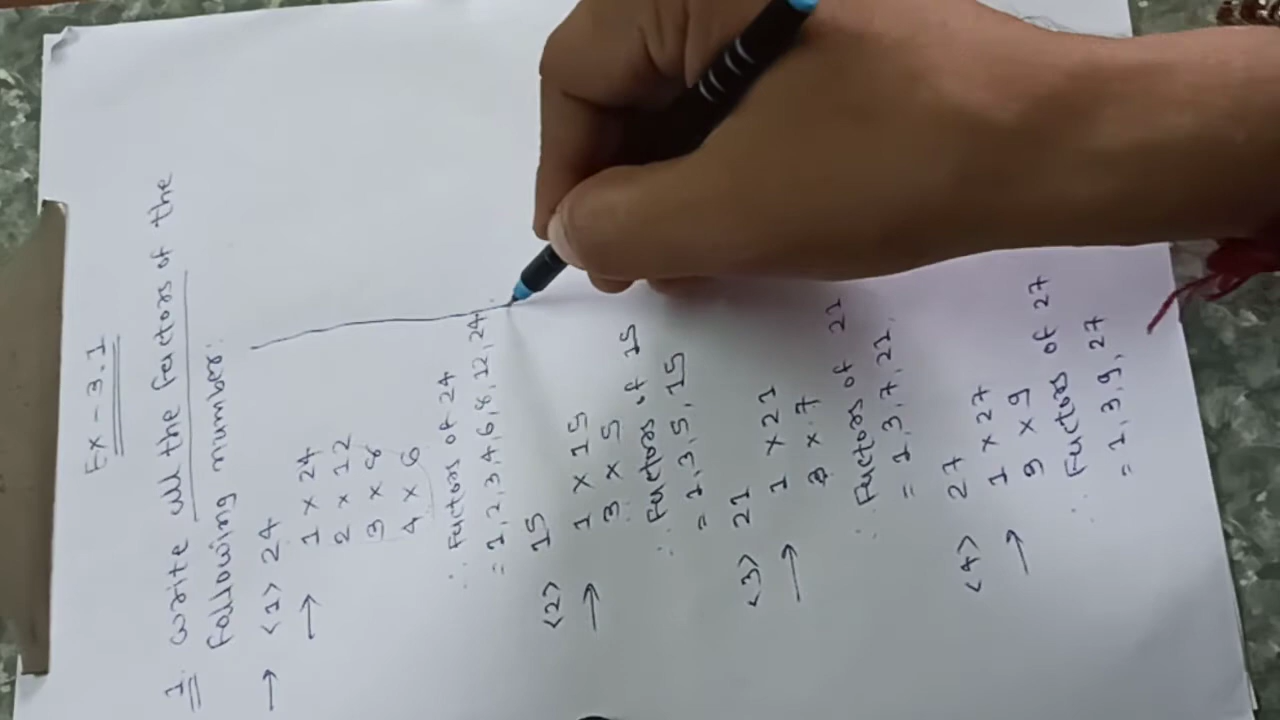 Ex - 3.1
1. write all the factors of the
following number:
→ <1> 24
→ 1 × 24
2 × 12
3 × 8
4 × 6
∴ Factors of 24
= 1, 2, 3, 4, 6, 8, 12, 24.
<2> 15
→ 1 × 15
3 × 5
∴ Factors of 15
= 1, 3, 5, 15
<3> 21
→ 1 × 21
3 × 7
∴ Factors of 21
= 1, 3, 7, 21.
<4> 27
→ 1 × 27
9 × 9
∴ Factors of 27
= 1, 3, 9, 27